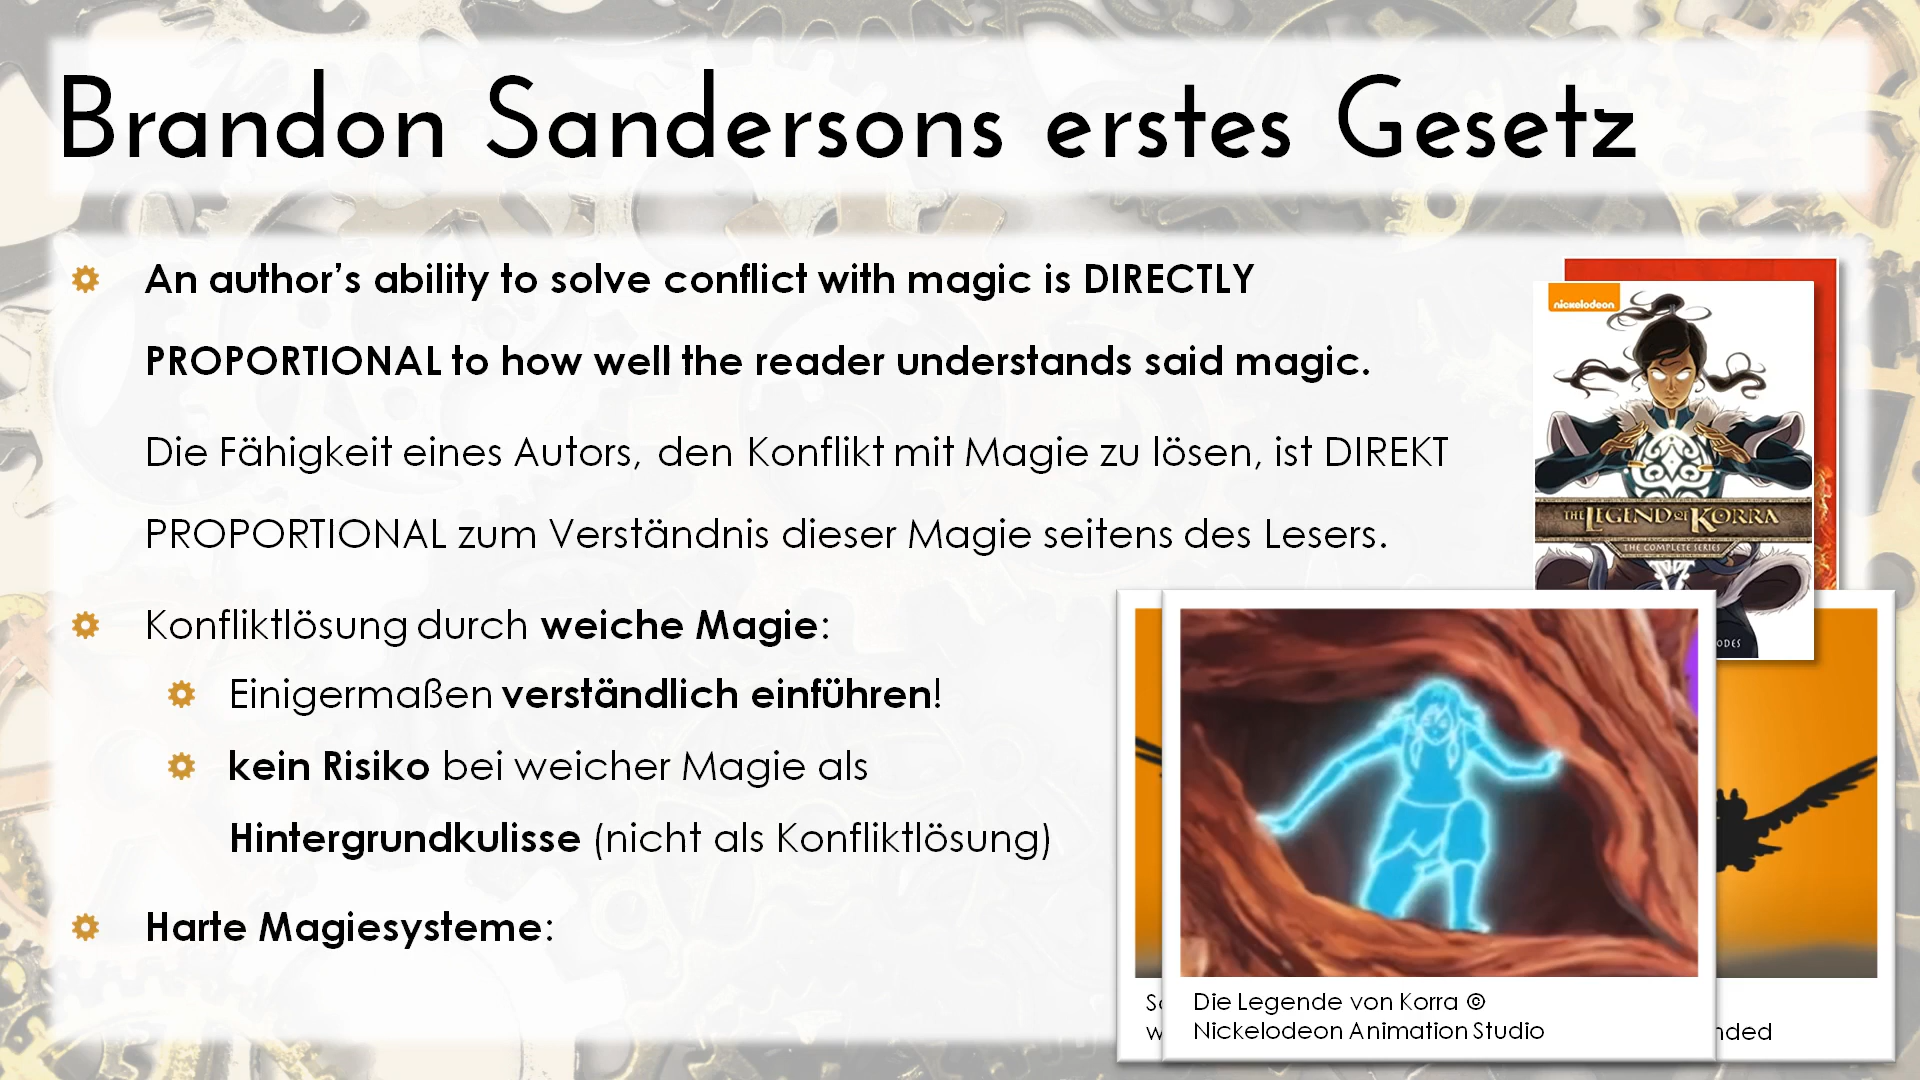 Brandon Sandersons erstes Gesetz
An author's ability to solve conflict with magic is DIRECTLY
PROPORTIONAL to how well the reader understands said magic.
Die Fähigkeit eines Autors, den Konflikt mit Magie zu lösen, ist DIREKT
PROPORTIONAL zum Verständnis dieser Magie seitens des Lesers.
Konfliktlösung durch weiche Magie:
Einigermaßen verständlich einführen!
kein Risiko bei weicher Magie als
Hintergrundkulisse (nicht als Konfliktlösung)
Harte Magiesysteme:
nickelodeon
THE LEGEND OF KORRA
THE COMPLETE SERIES
Die Legende von Korra ©
Nickelodeon Animation Studio